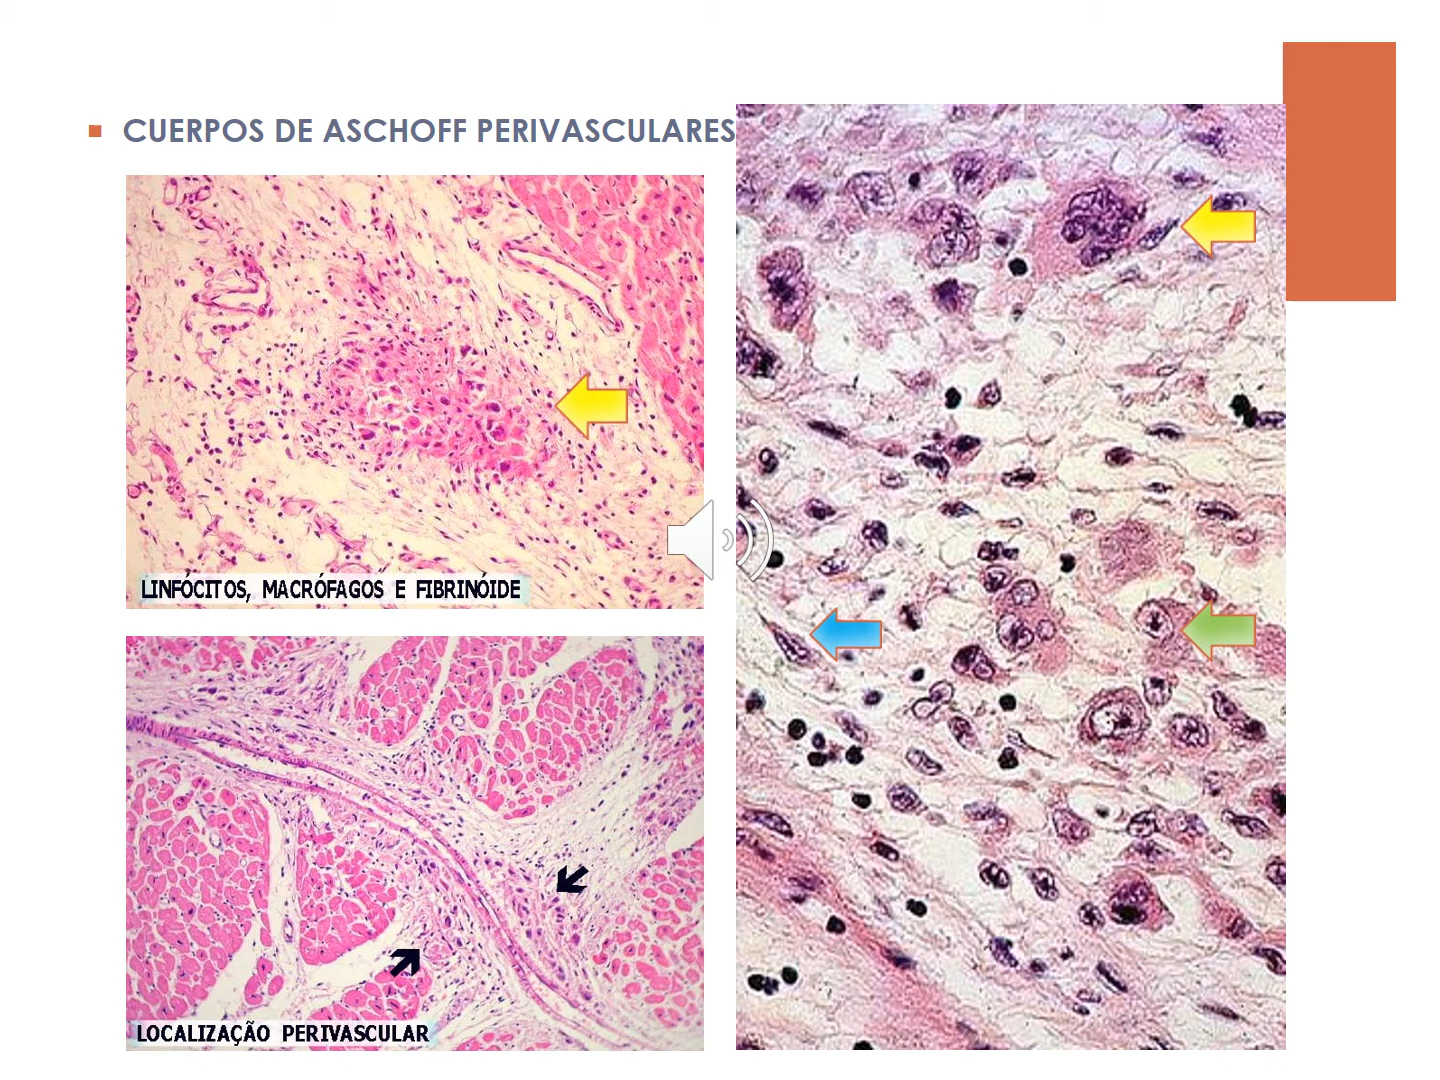 CUERPOS DE ASCHOFF PERIVASCULARES
LINFÓCITOS, MACRÓFAGOS E FIBRINÓIDE
LOCALIZAÇÃO PERIVASCULAR